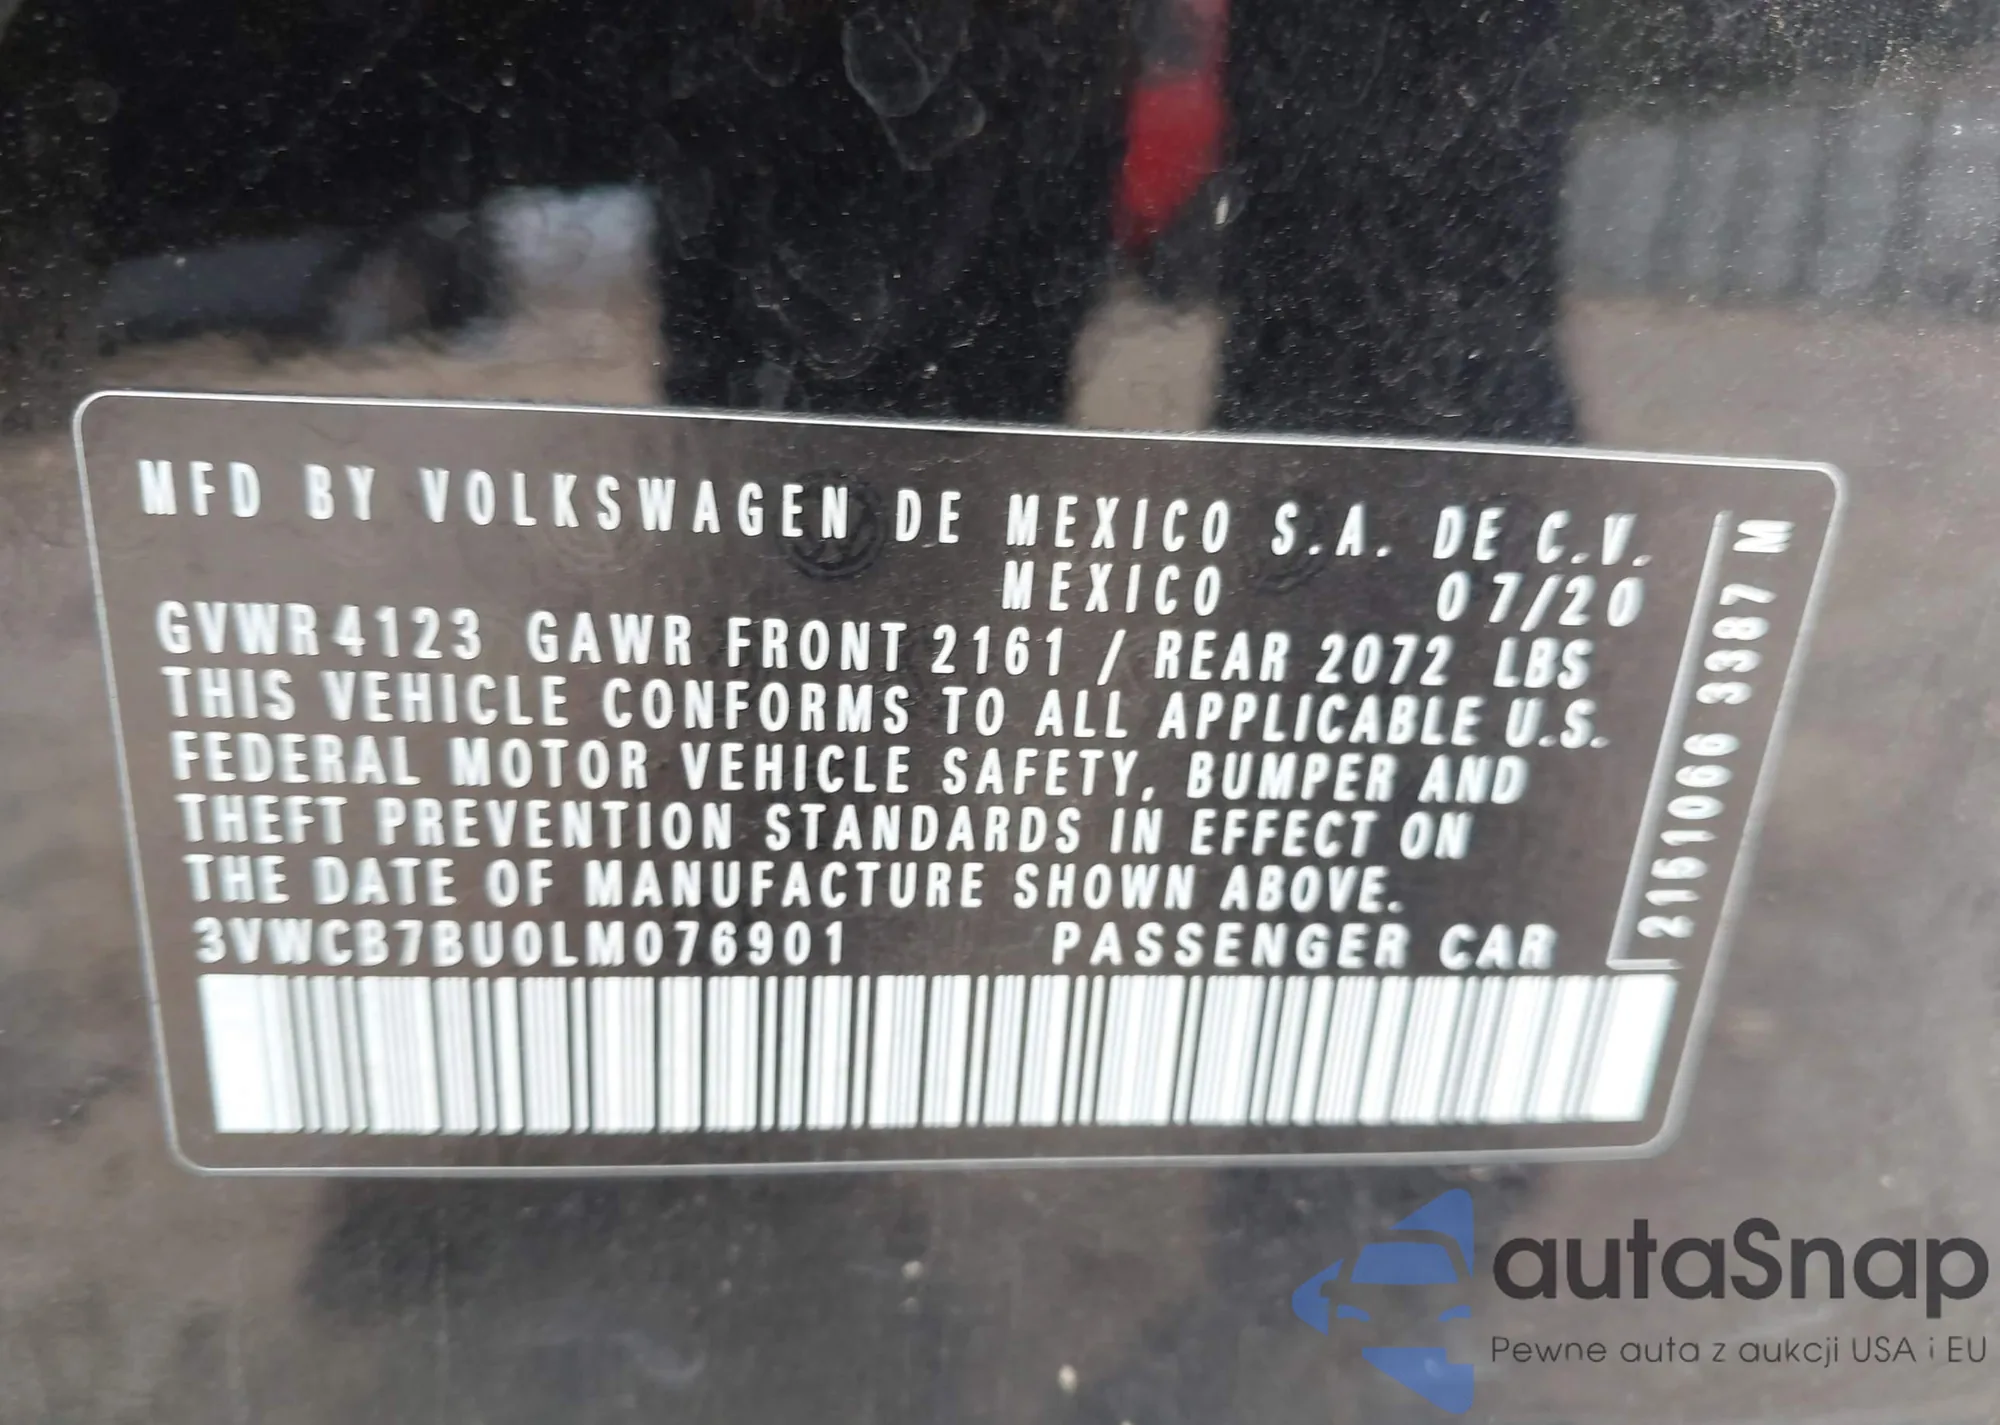 MFD BY VOLKSWAGEN DE MEXICO S.A. DE C.V.
MEXICO 07/20
GVWR 4123 GAWR FRONT 2161 / REAR 2072 LBS
THIS VEHICLE CONFORMS TO ALL APPLICABLE U.S.
FEDERAL MOTOR VEHICLE SAFETY, BUMPER AND
THEFT PREVENTION STANDARDS IN EFFECT ON
THE DATE OF MANUFACTURE SHOWN ABOVE.
3VWCB7BU0LM076901 PASSENGER CAR
2151066 3387 M
autaSnap
Pewne auta z aukcji USA i EU